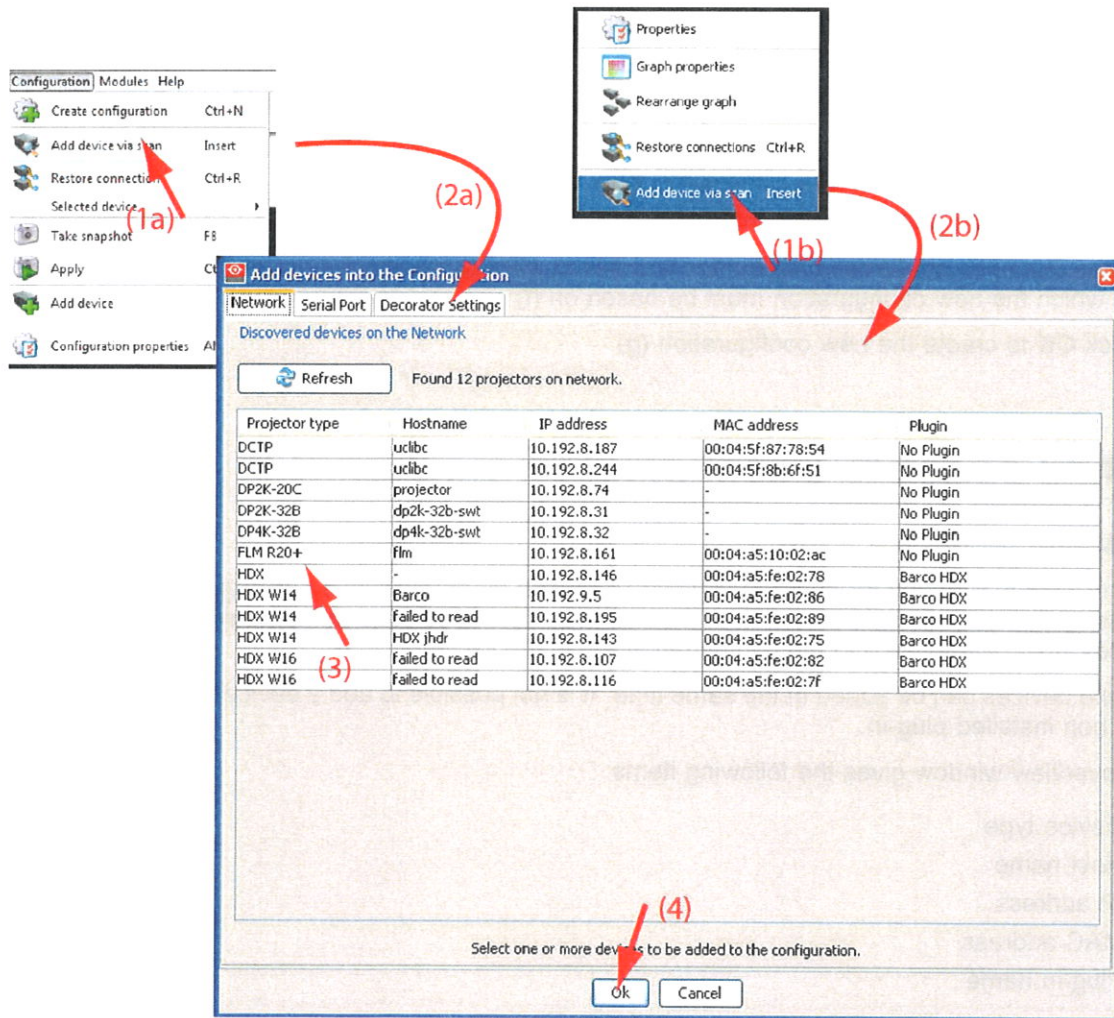 Configuration Modules Help
Create configuration Ctrl+N
Add device via scan Insert
Restore connection Ctrl+R
Selected device
Take snapshot F8
Apply
Add device
Configuration properties
(1a)
(2a)
Properties
Graph properties
Rearrange graph
Restore connections Ctrl+R
Add device via scan Insert
(1b)
(2b)
Add devices into the Configuration
Network Serial Port Decorator Settings
Discovered devices on the Network
Refresh Found 12 projectors on network.
Projector type Hostname IP address MAC address Plugin
DCTP uclibc 10.192.8.187 00:04:5f:87:78:54 No Plugin
DCTP uclibc 10.192.8.244 00:04:5f:8b:6f:51 No Plugin
DP2K-20C projector 10.192.8.74 - No Plugin
DP2K-32B dp2k-32b-swt 10.192.8.31 - No Plugin
DP4K-32B dp4k-32b-swt 10.192.8.32 - No Plugin
FLM R20+ flm 10.192.8.161 00:04:a5:10:02:ac No Plugin
HDX - 10.192.8.146 00:04:a5:fe:02:78 Barco HDX
HDX W14 Barco 10.192.9.5 00:04:a5:fe:02:86 Barco HDX
HDX W14 failed to read 10.192.8.195 00:04:a5:fe:02:89 Barco HDX
HDX W14 HDX jhdr 10.192.8.143 00:04:a5:fe:02:75 Barco HDX
HDX W16 failed to read 10.192.8.107 00:04:a5:fe:02:82 Barco HDX
HDX W16 failed to read 10.192.8.116 00:04:a5:fe:02:7f Barco HDX
(3)
(4)
Select one or more devices to be added to the configuration.
Ok Cancel